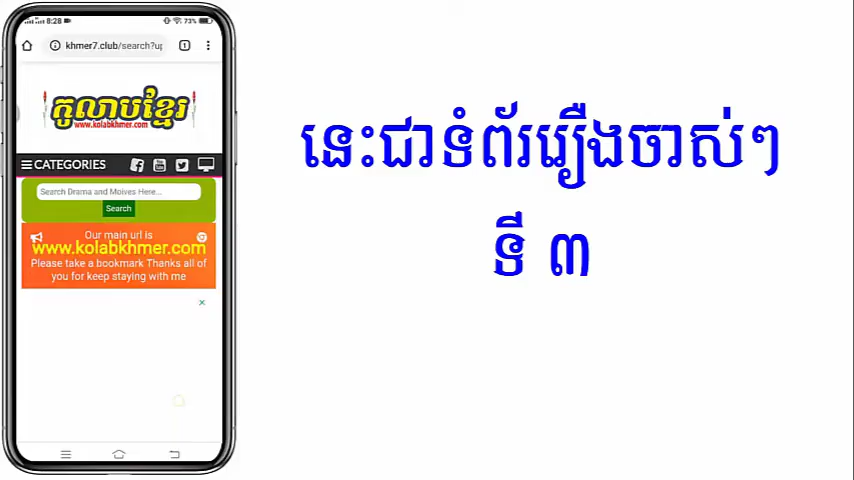 8:28
73%
khmer7.club/search?up
1
កូលាបខ្មែរ
www.kolabkhmer.com
CATEGORIES
Search Drama and Moives Here...
Search
Our main url is
www.kolabkhmer.com
Please take a bookmark Thanks all of
you for keep staying with me
នេះជាទំព័ររឿងចាស់ៗ
ទី ៣